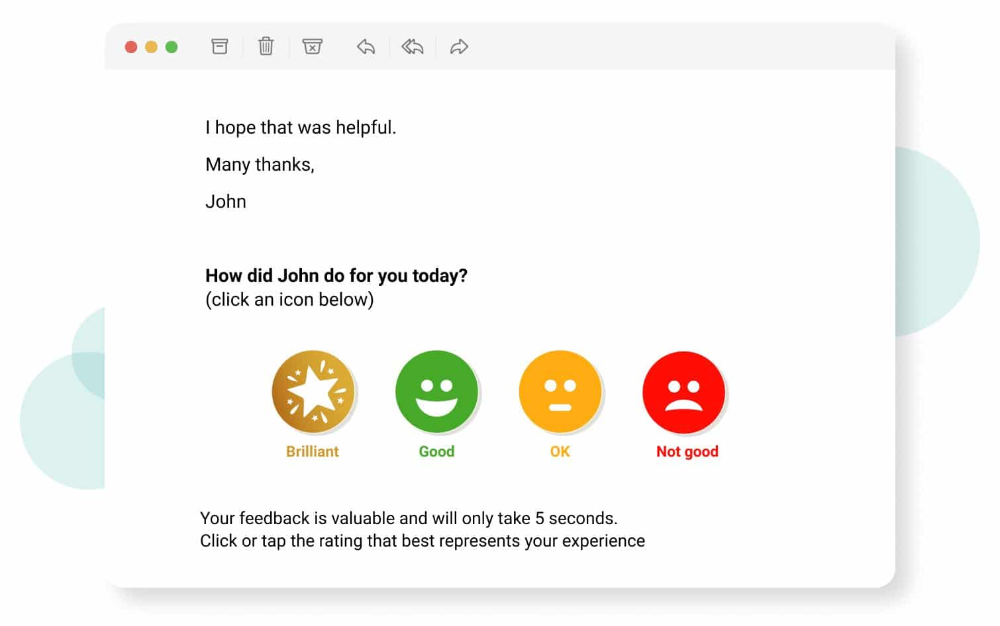 I hope that was helpful.
Many thanks,
John
How did John do for you today?
(click an icon below)
Brilliant
Good
OK
Not good
Your feedback is valuable and will only take 5 seconds.
Click or tap the rating that best represents your experience